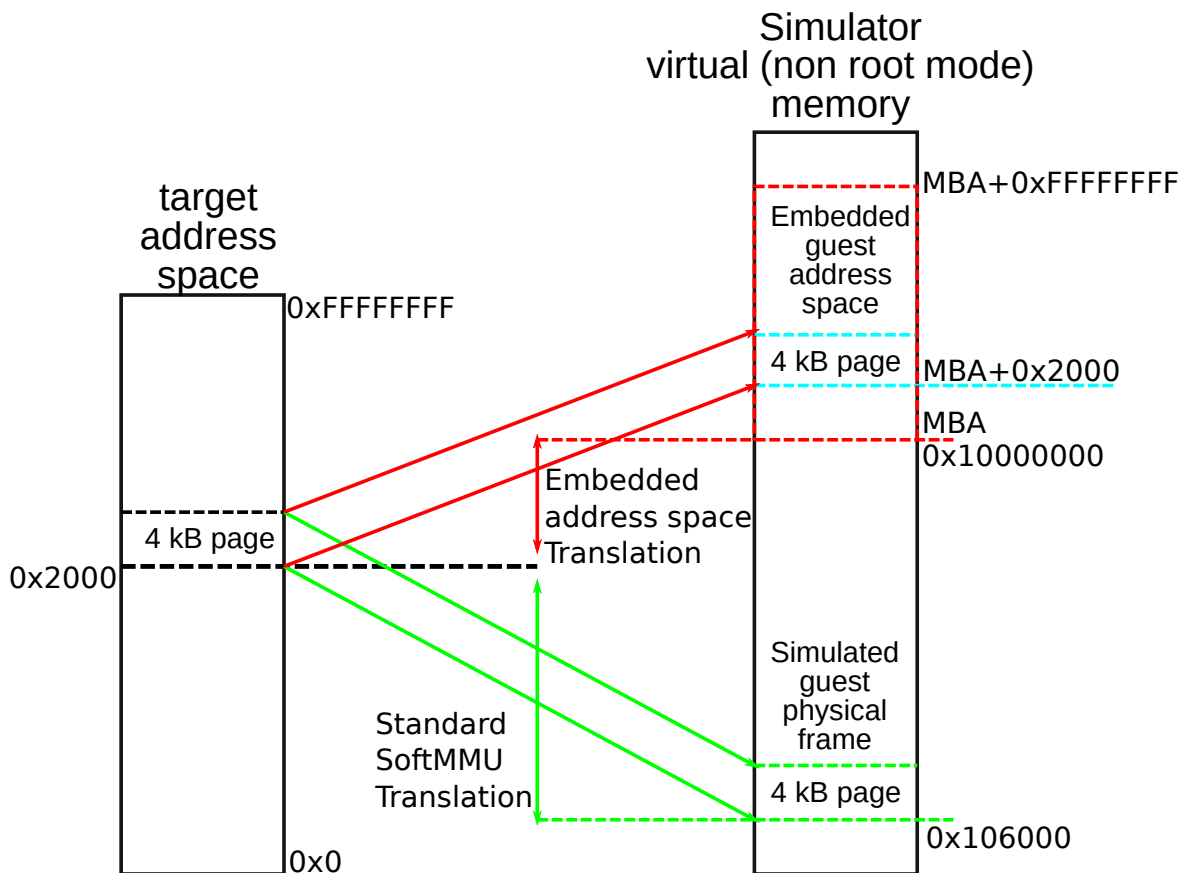 Simulator
virtual (non root mode)
memory
target
address
space
0xFFFFFFFF
4 kB page
0x2000
0x0
MBA+0xFFFFFFFF
Embedded
guest
address
space
4 kB page
MBA+0x2000
MBA
0x10000000
Embedded
address space
Translation
Standard
SoftMMU
Translation
Simulated
guest
physical
frame
4 kB page
0x106000